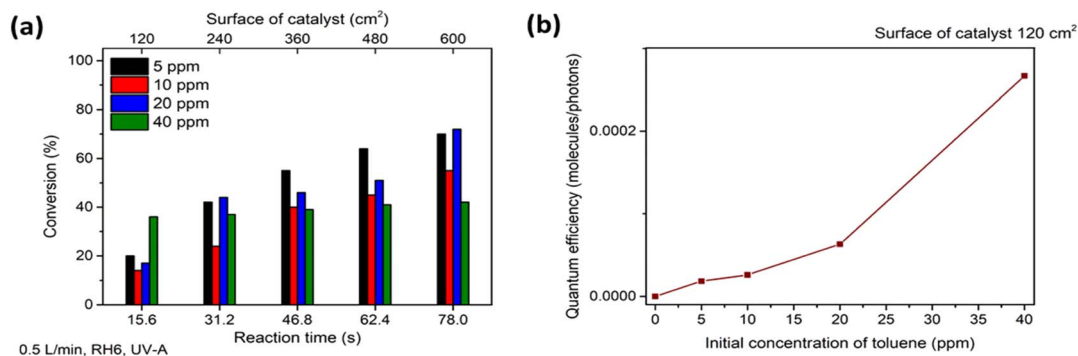 (a)
Surface of catalyst (cm²)
120 240 360 480 600
5 ppm
10 ppm
20 ppm
40 ppm
100
80
60
40
20
0
Conversion (%)
15.6 31.2 46.8 62.4 78.0
Reaction time (s)
0.5 L/min, RH6, UV-A
(b)
Surface of catalyst 120 cm²
Quantum efficiency (molecules/photons)
0.0002
0.0000
0 5 10 15 20 25 30 35 40
Initial concentration of toluene (ppm)